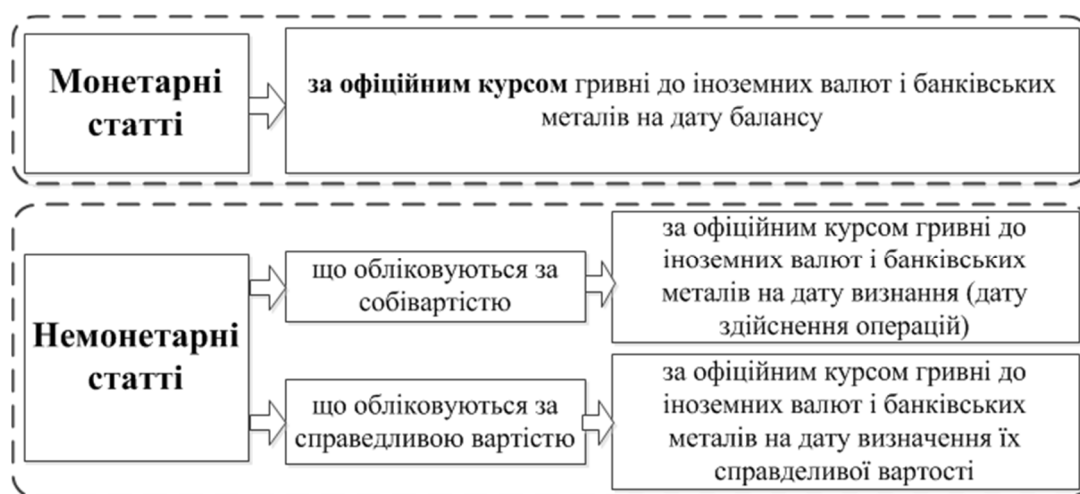 Монетарні
статті
за офіційним курсом гривні до іноземних валют і банківських
металів на дату балансу
Немонетарні
статті
що обліковуються за
собівартістю
за офіційним курсом гривні до
іноземних валют і банківських
металів на дату визнання (дату
здійснення операцій)
що обліковуються за
справедливою вартістю
за офіційним курсом гривні до
іноземних валют і банківських
металів на дату визначення їх
справделивої вартості